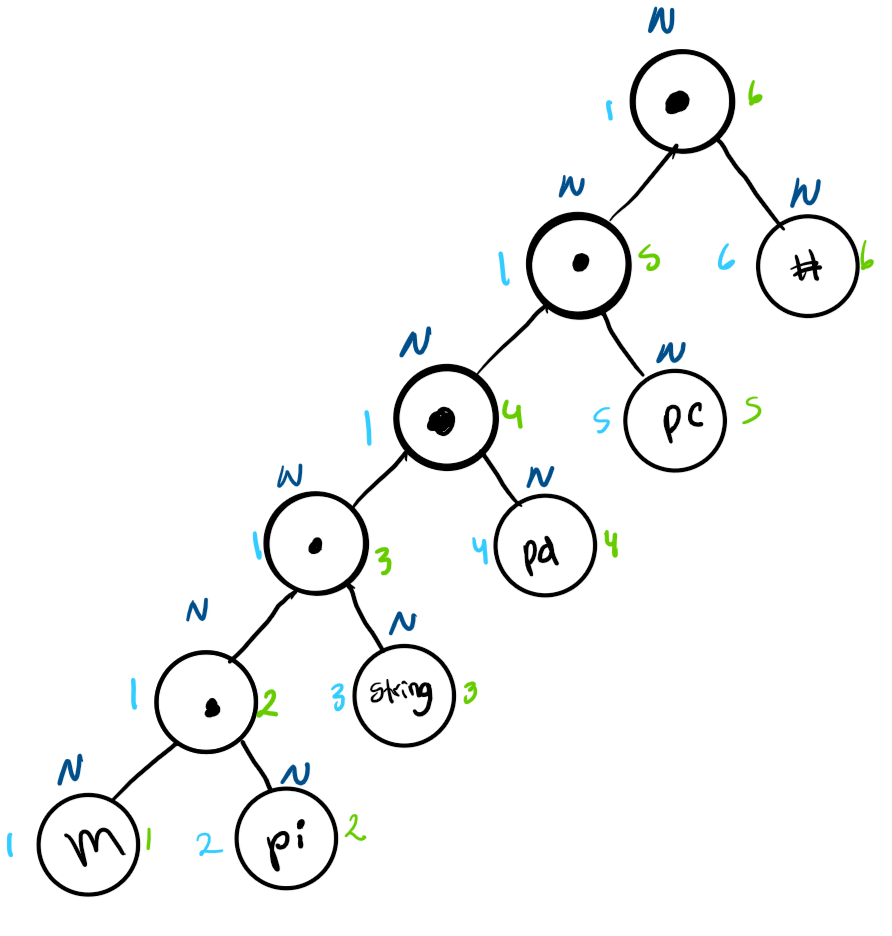 N
1 • 6
N N
1 • 5 6 # 6
N N
1 • 4 5 pc 5
N N
1 • 3 4 pd 4
N N
1 • 2 3 string 3
N N
1 m 1 2 pi 2